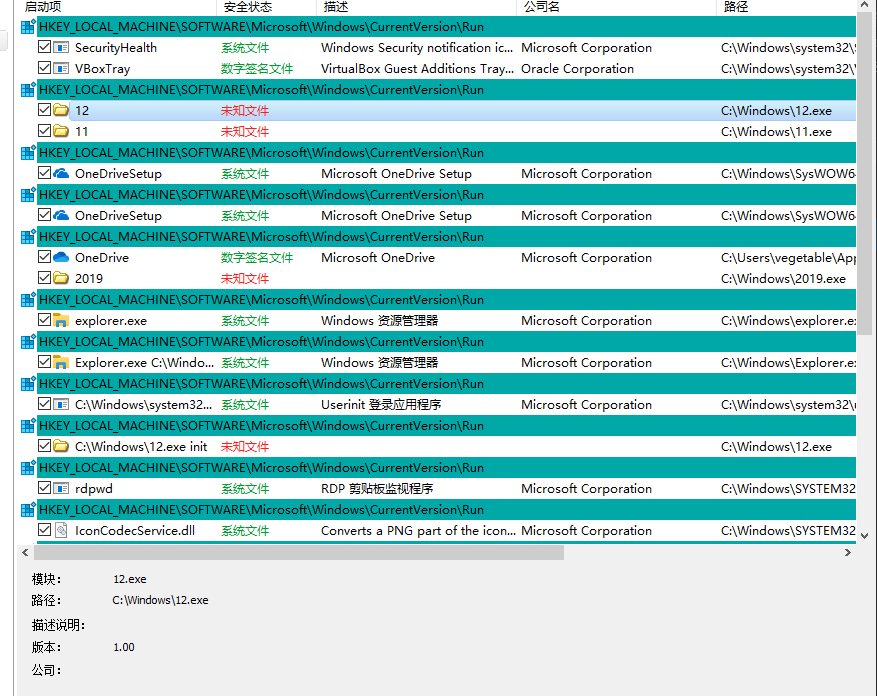 启动项 安全状态 描述 公司名 路径
HKEY_LOCAL_MACHINE\SOFTWARE\Microsoft\Windows\CurrentVersion\Run
SecurityHealth 系统文件 Windows Security notification ic... Microsoft Corporation C:\Windows\system32\
VBoxTray 数字签名文件 VirtualBox Guest Additions Tray... Oracle Corporation C:\Windows\system32\
HKEY_LOCAL_MACHINE\SOFTWARE\Microsoft\Windows\CurrentVersion\Run
12 未知文件 C:\Windows\12.exe
11 未知文件 C:\Windows\11.exe
HKEY_LOCAL_MACHINE\SOFTWARE\Microsoft\Windows\CurrentVersion\Run
OneDriveSetup 系统文件 Microsoft OneDrive Setup Microsoft Corporation C:\Windows\SysWOW6
HKEY_LOCAL_MACHINE\SOFTWARE\Microsoft\Windows\CurrentVersion\Run
OneDriveSetup 系统文件 Microsoft OneDrive Setup Microsoft Corporation C:\Windows\SysWOW6
HKEY_LOCAL_MACHINE\SOFTWARE\Microsoft\Windows\CurrentVersion\Run
OneDrive 数字签名文件 Microsoft OneDrive Microsoft Corporation C:\Users\vegetable\App
2019 未知文件 C:\Windows\2019.exe
HKEY_LOCAL_MACHINE\SOFTWARE\Microsoft\Windows\CurrentVersion\Run
explorer.exe 系统文件 Windows 资源管理器 Microsoft Corporation C:\Windows\explorer.e
HKEY_LOCAL_MACHINE\SOFTWARE\Microsoft\Windows\CurrentVersion\Run
Explorer.exe C:\Windo... 系统文件 Windows 资源管理器 Microsoft Corporation C:\Windows\Explorer.e
HKEY_LOCAL_MACHINE\SOFTWARE\Microsoft\Windows\CurrentVersion\Run
C:\Windows\system32... 系统文件 Userinit 登录应用程序 Microsoft Corporation C:\Windows\system32\
HKEY_LOCAL_MACHINE\SOFTWARE\Microsoft\Windows\CurrentVersion\Run
C:\Windows\12.exe init 未知文件 C:\Windows\12.exe
HKEY_LOCAL_MACHINE\SOFTWARE\Microsoft\Windows\CurrentVersion\Run
rdpwd 系统文件 RDP 剪贴板监视程序 Microsoft Corporation C:\Windows\SYSTEM32
HKEY_LOCAL_MACHINE\SOFTWARE\Microsoft\Windows\CurrentVersion\Run
IconCodecService.dll 系统文件 Converts a PNG part of the icon... Microsoft Corporation C:\Windows\SYSTEM32
模块： 12.exe
路径： C:\Windows\12.exe
描述说明：
版本： 1.00
公司：